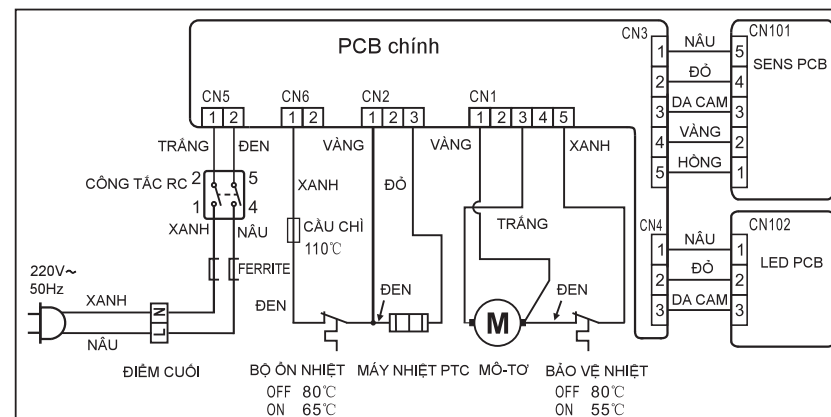 PCB chính
CN3
CN101
1 NÂU 5
SENS PCB
2 ĐỎ 4
3 DA CAM 3
4 VÀNG 2
5 HỒNG 1
CN5
1 2
CN6
1 2
CN2
1 2 3
CN1
1 2 3 4 5
TRẮNG ĐEN
VÀNG
VÀNG
XANH
CÔNG TẮC RC
2 5
1 4
XANH
ĐỎ
XANH NÂU
CẦU CHÌ
110℃
TRẮNG
CN4
CN102
1 NÂU 1
LED PCB
2 ĐỎ 2
3 DA CAM 3
FERRITE
220V~
50Hz
XANH
N
L
NÂU
ĐEN
ĐEN
M
ĐEN
ĐIỂM CUỐI
BỘ ỔN NHIỆT
OFF 80℃
ON 65℃
MÁY NHIỆT PTC
MÔ-TƠ
BẢO VỆ NHIỆT
OFF 80℃
ON 55℃